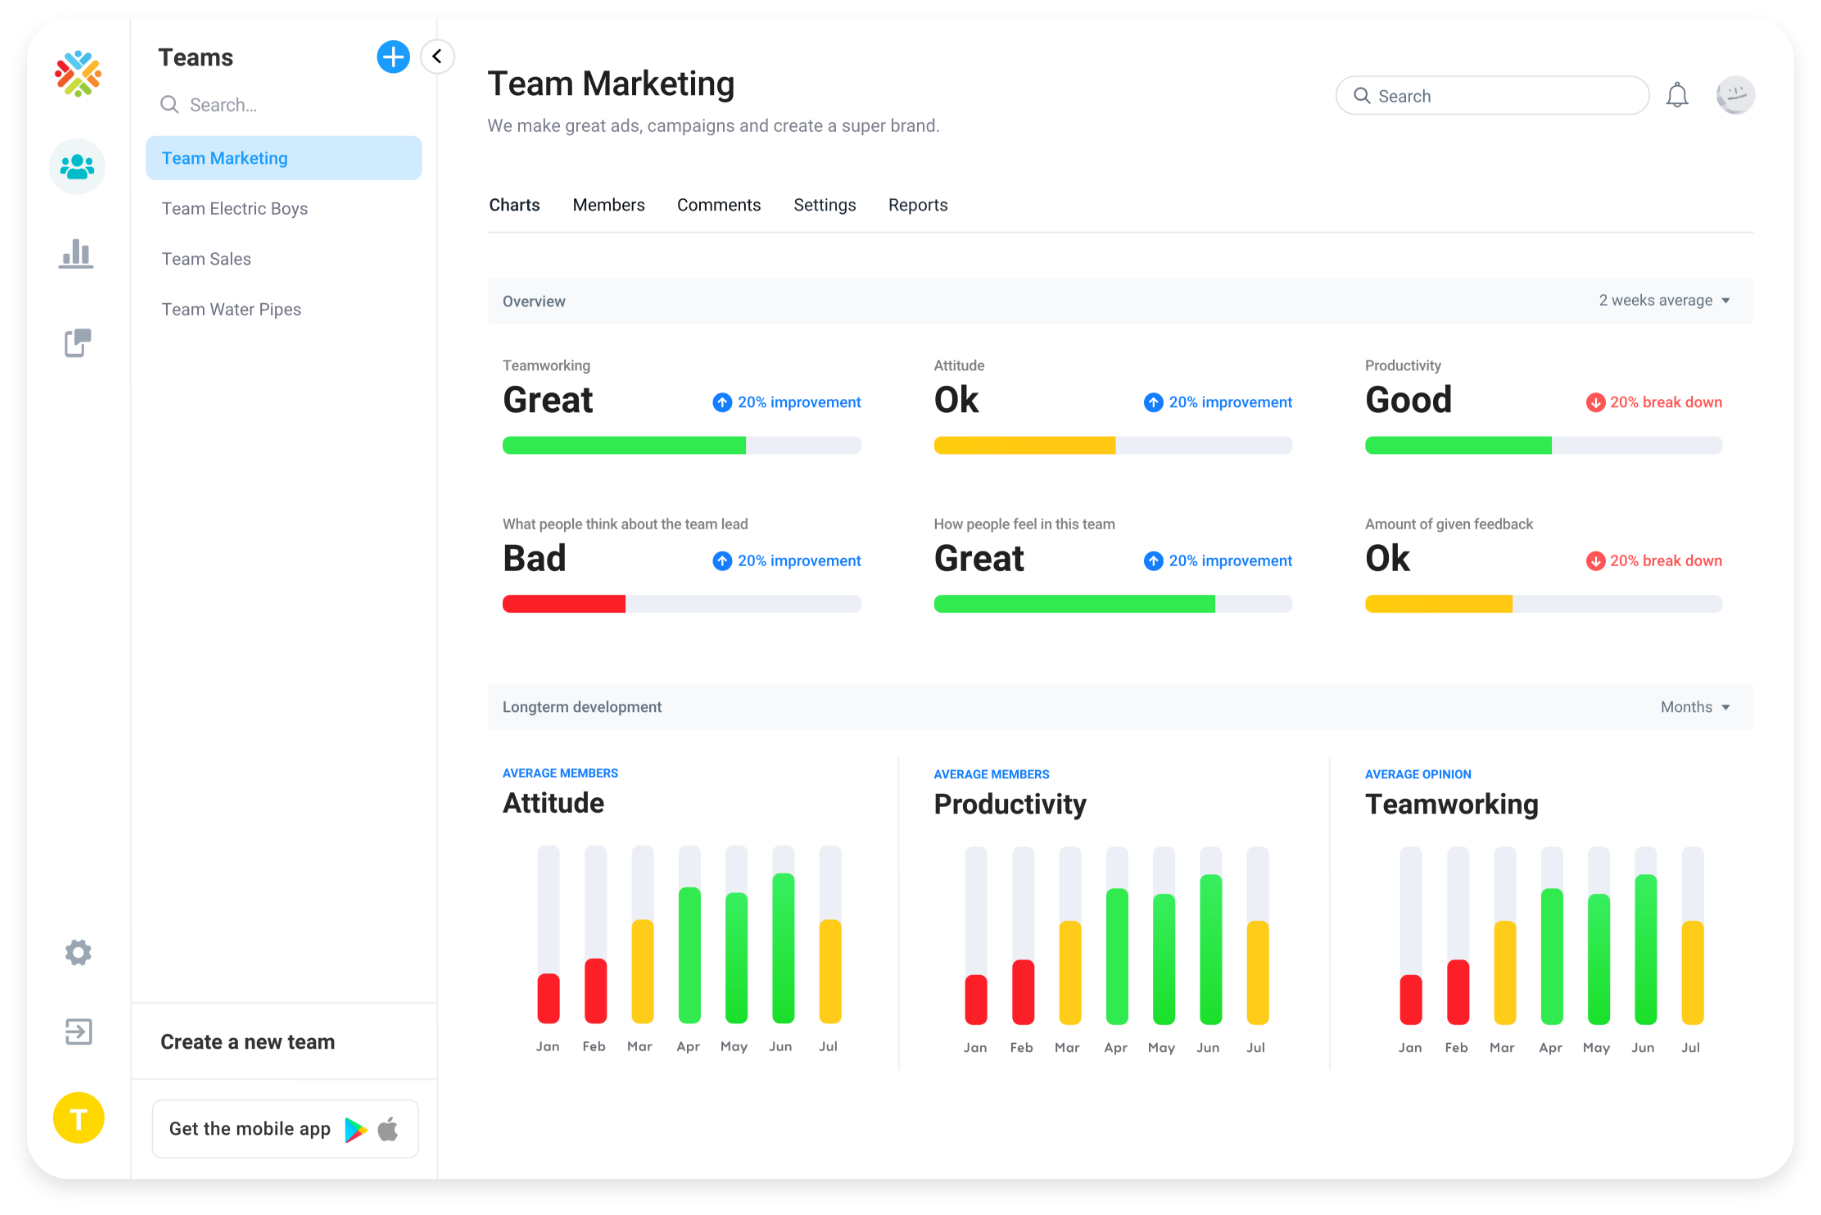 Teams
Search...
Team Marketing
Team Electric Boys
Team Sales
Team Water Pipes
Create a new team
Get the mobile app
T
Team Marketing
We make great ads, campaigns and create a super brand.
Search
Charts Members Comments Settings Reports
Overview 2 weeks average
Teamworking Attitude Productivity
Great 20% improvement Ok 20% improvement Good 20% break down
What people think about the team lead How people feel in this team Amount of given feedback
Bad 20% improvement Great 20% improvement Ok 20% break down
Longterm development Months
AVERAGE MEMBERS
Attitude
Jan Feb Mar Apr May Jun Jul
AVERAGE MEMBERS
Productivity
Jan Feb Mar Apr May Jun Jul
AVERAGE OPINION
Teamworking
Jan Feb Mar Apr May Jun Jul